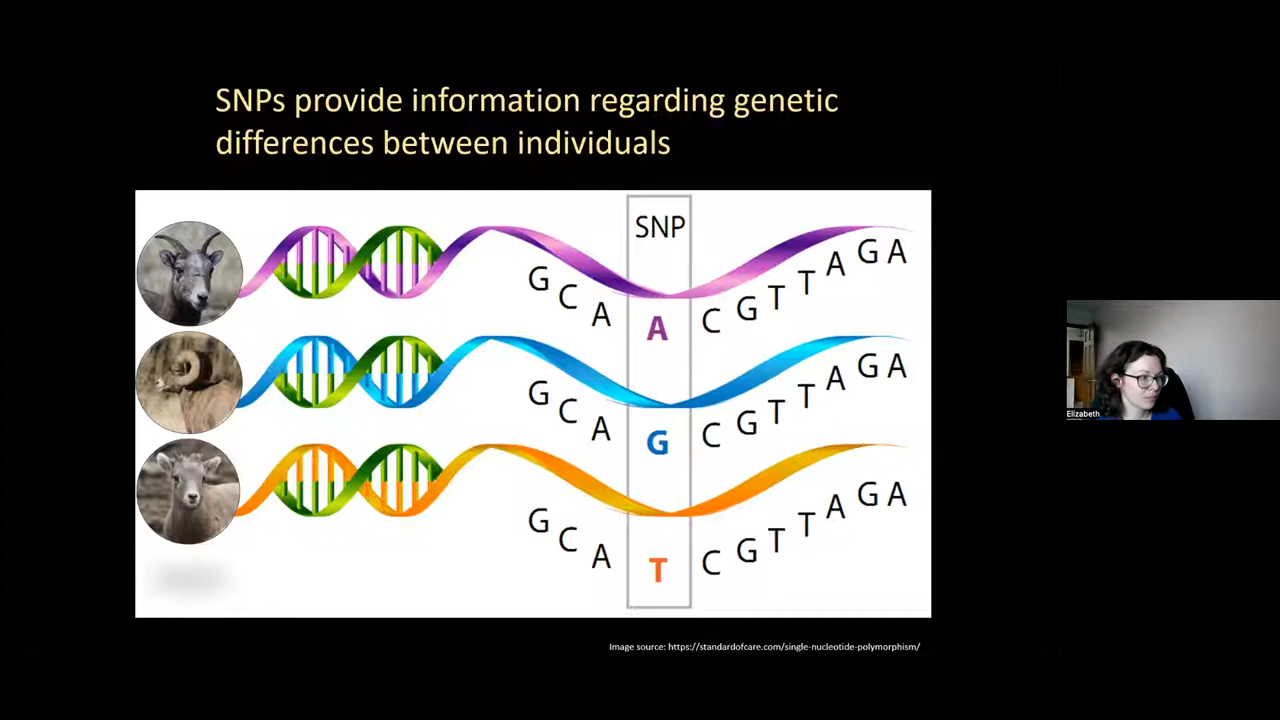 SNPs provide information regarding genetic
differences between individuals
SNP
G C A A C G T T A G A
G C A G C G T T A G A
G C A T C G T T A G A
Elizabeth
Image source: https://standardofcare.com/single-nucleotide-polymorphism/